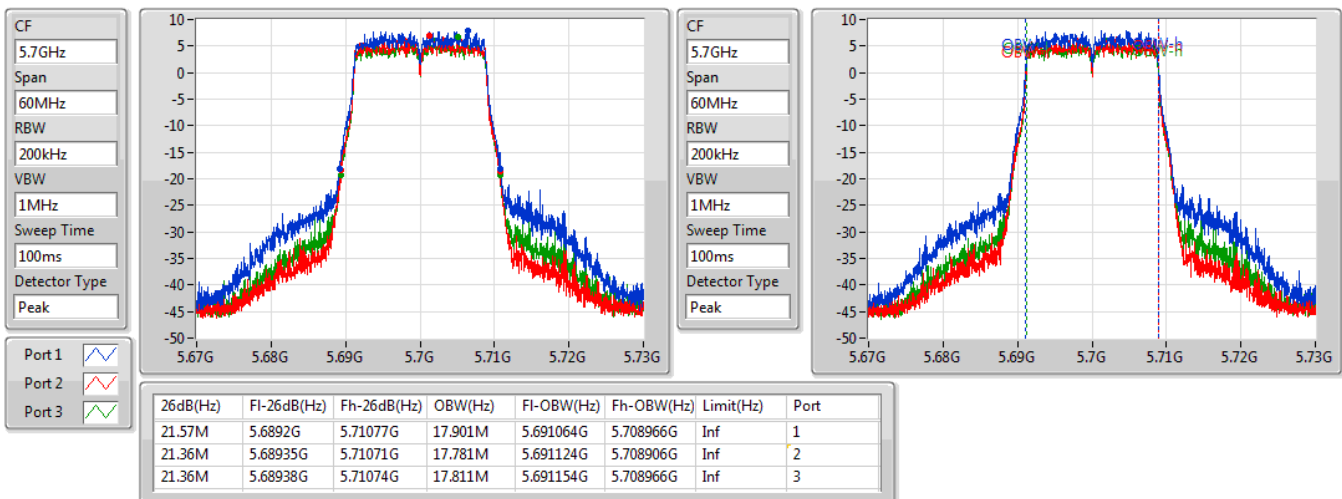 CF
5.7GHz
Span
60MHz
RBW
200kHz
VBW
1MHz
Sweep Time
100ms
Detector Type
Peak
10-
5-
0-
-5-
-10-
-15-
-20-
-25-
-30-
-35-
-40-
-45-
-50-
5.67G 5.68G 5.69G 5.7G 5.71G 5.72G 5.73G
CF
5.7GHz
Span
60MHz
RBW
200kHz
VBW
1MHz
Sweep Time
100ms
Detector Type
Peak
10-
5-
0-
-5-
-10-
-15-
-20-
-25-
-30-
-35-
-40-
-45-
-50-
5.67G 5.68G 5.69G 5.7G 5.71G 5.72G 5.73G
Port 1
Port 2
Port 3
26dB(Hz) Fl-26dB(Hz) Fh-26dB(Hz) OBW(Hz) Fl-OBW(Hz) Fh-OBW(Hz) Limit(Hz) Port
21.57M 5.6892G 5.71077G 17.901M 5.691064G 5.708966G Inf 1
21.36M 5.68935G 5.71071G 17.781M 5.691124G 5.708906G Inf 2
21.36M 5.68938G 5.71074G 17.811M 5.691154G 5.708966G Inf 3